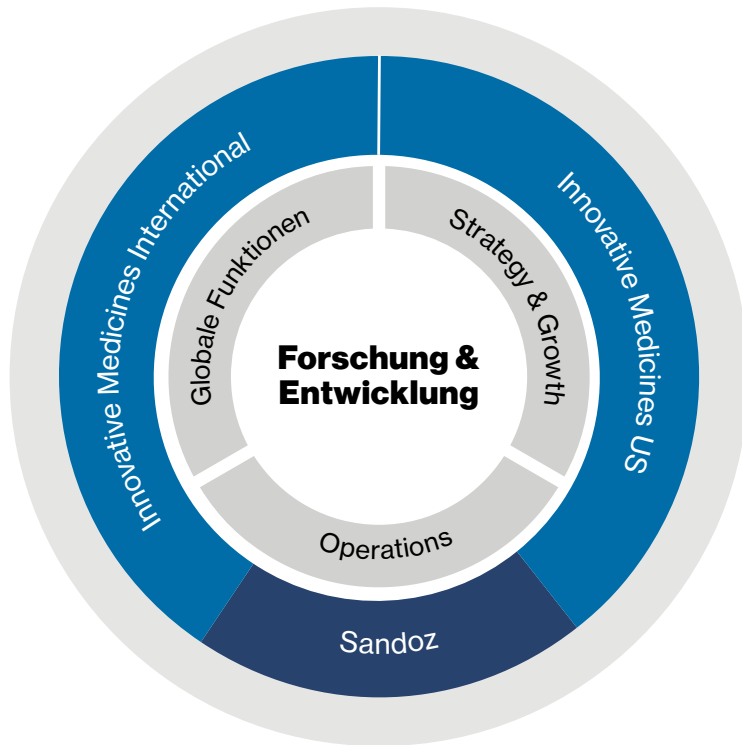 Innovative Medicines International
Innovative Medicines US
Globale Funktionen
Strategy & Growth
Forschung &
Entwicklung
Operations
Sandoz